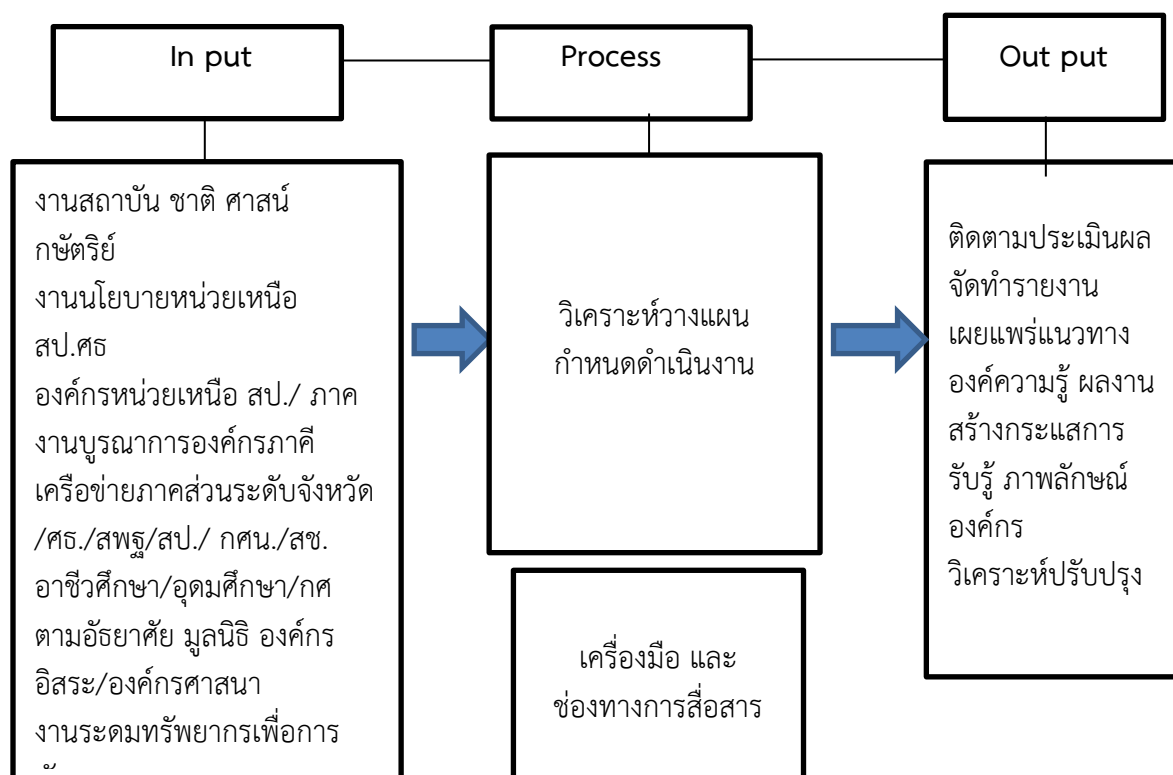 In put
Process
Out put
งานสถาบัน ชาติ ศาสน์
กษัตริย์
งานนโยบายหน่วยเหนือ
สป.ศธ
องค์กรหน่วยเหนือ สป./ ภาค
งานบูรณาการองค์กรภาคี
เครือข่ายภาคส่วนระดับจังหวัด
/ศธ./สพฐ/สป./ กศน./สช.
อาชีวศึกษา/อุดมศึกษา/กศ
ตามอัธยาศัย มูลนิธิ องค์กร
อิสระ/องค์กรศาสนา
งานระดมทรัพยากรเพื่อการ
วิเคราะห์วางแผน
กำหนดดำเนินงาน
เครื่องมือ และ
ช่องทางการสื่อสาร
ติดตามประเมินผล
จัดทำรายงาน
เผยแพร่แนวทาง
องค์ความรู้ ผลงาน
สร้างกระแสการ
รับรู้ ภาพลักษณ์
องค์กร
วิเคราะห์ปรับปรุง